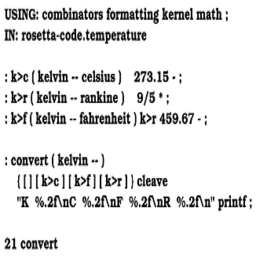 USING: combinators formatting kernel math ;
IN: rosetta-code.temperature
: k>c ( kelvin -- celsius ) 273.15 - ;
: k>r ( kelvin -- rankine ) 9/5 * ;
: k>f ( kelvin -- fahrenheit ) k>r 459.67 - ;
: convert ( kelvin -- )
{ [ ] [ k>c ] [ k>f ] [ k>r ] } cleave
"K %.2f\nC %.2f\nF %.2f\nR %.2f\n" printf ;
21 convert